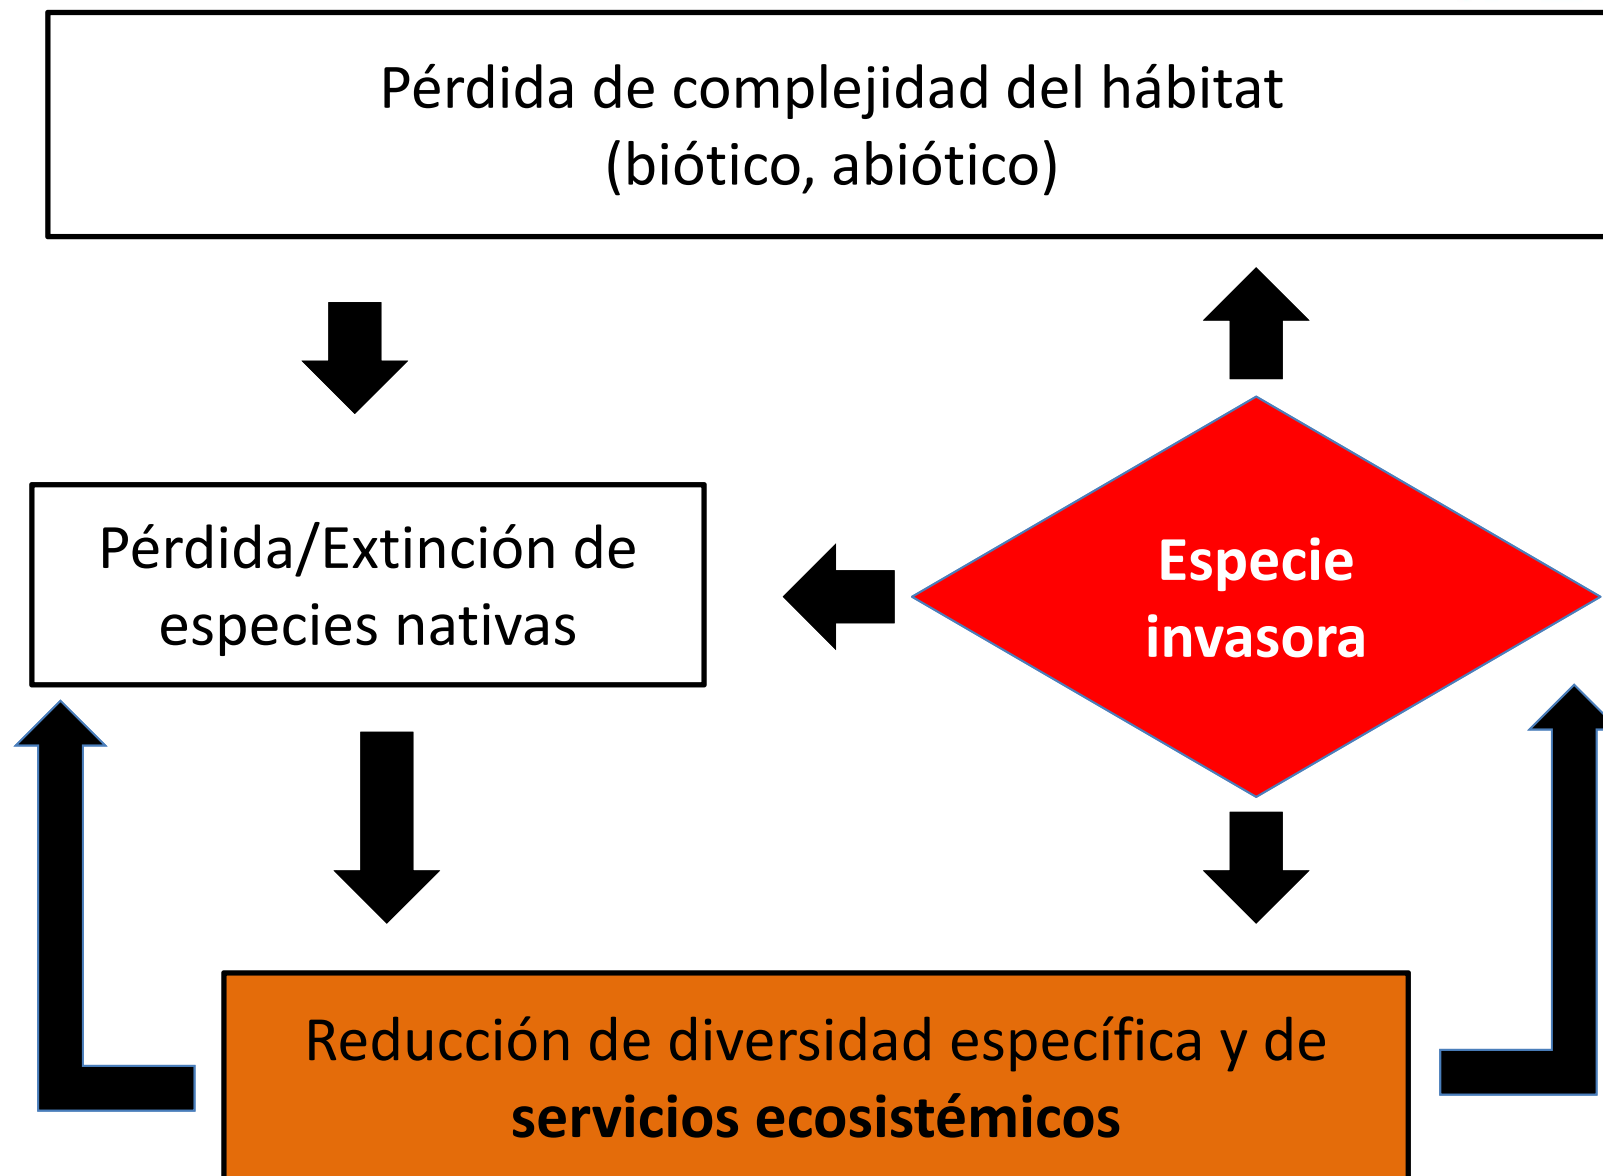 Pérdida de complejidad del hábitat
(biótico, abiótico)
Pérdida/Extinción de
especies nativas
Especie
invasora
Reducción de diversidad específica y de
servicios ecosistémicos